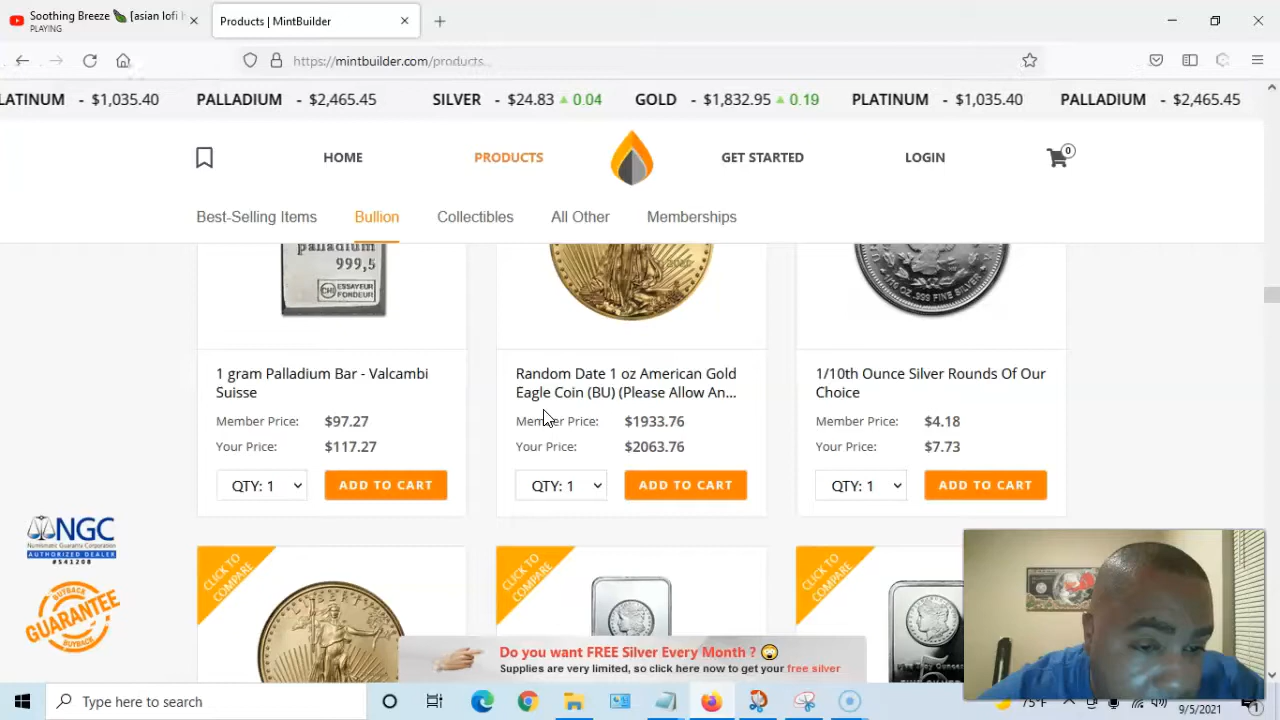 Soothing Breeze [asian lofi
PLAYING
Products | MintBuilder
https://mintbuilder.com/products
LATINUM - $1,035.40 PALLADIUM - $2,465.45 SILVER - $24.83 ▲ 0.04 GOLD - $1,832.95 ▲ 0.19 PLATINUM - $1,035.40 PALLADIUM - $2,465.45
HOME PRODUCTS GET STARTED LOGIN 0
Best-Selling Items Bullion Collectibles All Other Memberships
palladium
999,5
CHI ESSAYEUR
FONDEUR
1/10 OZ .999 FINE SILVER
1 gram Palladium Bar - Valcambi
Suisse
Member Price: $97.27
Your Price: $117.27
QTY: 1 ADD TO CART
Random Date 1 oz American Gold
Eagle Coin (BU) (Please Allow An...
Member Price: $1933.76
Your Price: $2063.76
QTY: 1 ADD TO CART
1/10th Ounce Silver Rounds Of Our
Choice
Member Price: $4.18
Your Price: $7.73
QTY: 1 ADD TO CART
NGC
Numismatic Guaranty Corporation
AUTHORIZED DEALER
#541208
BUYBACK
GUARANTEE
BUYBACK
CLICK TO
COMPARE
CLICK TO
COMPARE
CLICK TO
COMPARE
Do you want FREE Silver Every Month ?
Supplies are very limited, so click here now to get your free silver
Type here to search
75°F
9/5/2021